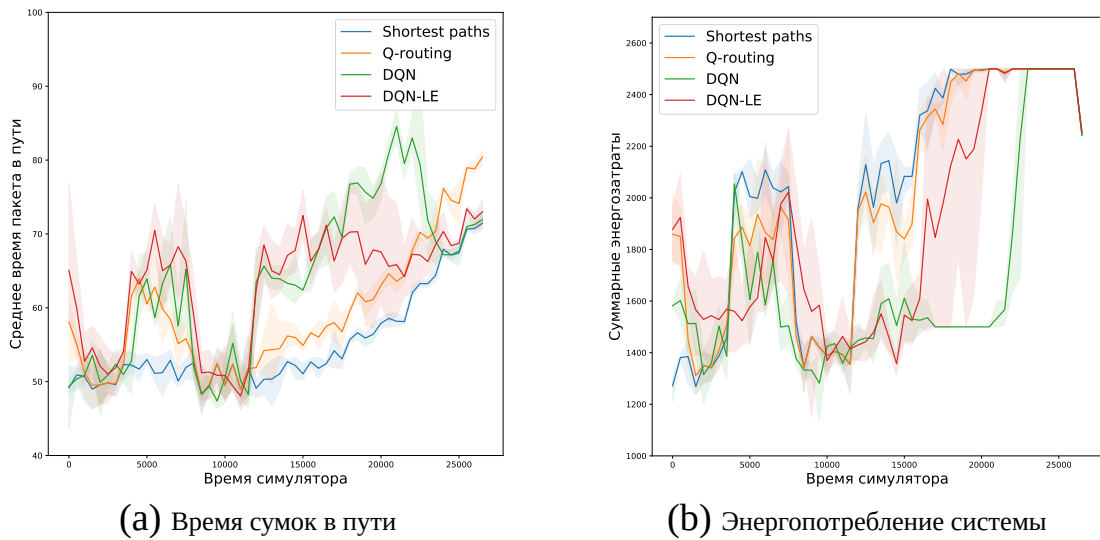 100
90
80
70
60
50
40
Среднее время пакета в пути
Shortest paths
Q-routing
DQN
DQN-LE
0
5000
10000
15000
20000
25000
Время симулятора
(a) Время сумок в пути
2600
2400
2200
2000
1800
1600
1400
1200
1000
Суммарные энергозатраты
Shortest paths
Q-routing
DQN
DQN-LE
0
5000
10000
15000
20000
25000
Время симулятора
(b) Энергопотребление системы